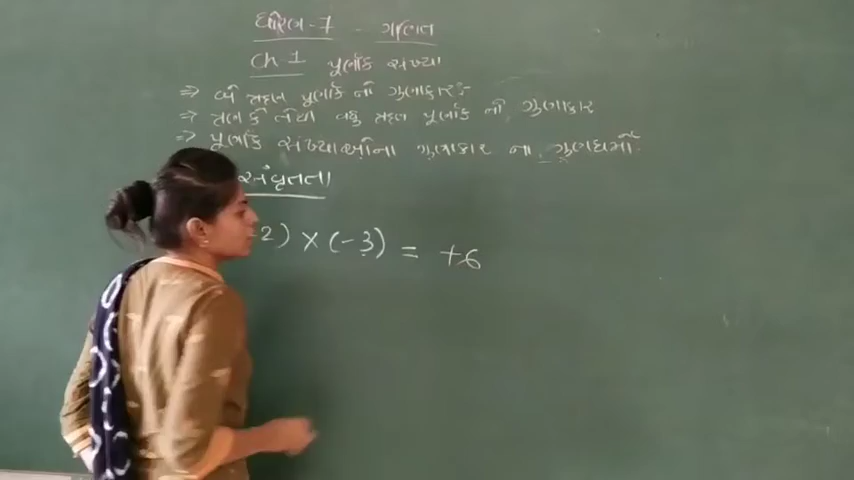 ધોરણ-7 - ગણિત
Ch-1 પૂર્ણાંક સંખ્યા
⇒ બે ઋણ પૂર્ણાંક નો ગુણાકાર :-
⇒ ત્રણ કે તેથી વધુ ઋણ પૂર્ણાંક નો ગુણાકાર
⇒ પૂર્ણાંક સંખ્યાઓના ગુણાકાર ના ગુણધર્મો
સંવૃતતા
2) × (-3) = +6